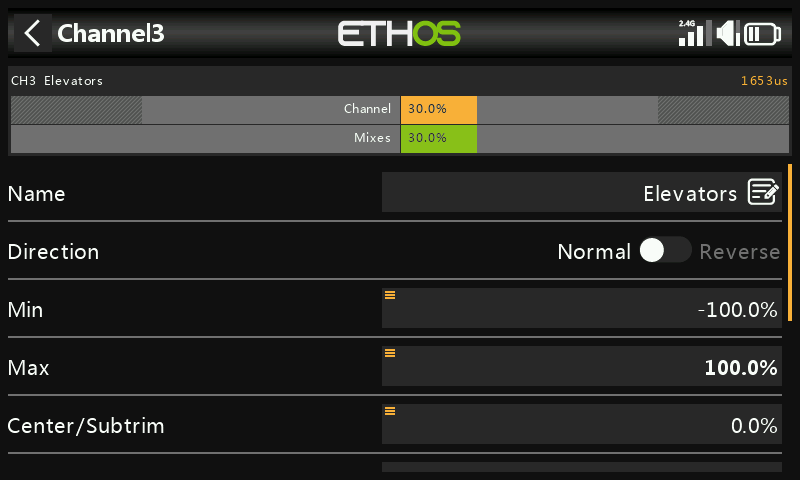 Channel3
ETHOS
2.4G
CH3 Elevators
1653us
Channel 30.0%
Mixes 30.0%
Name Elevators
Direction Normal Reverse
Min -100.0%
Max 100.0%
Center/Subtrim 0.0%